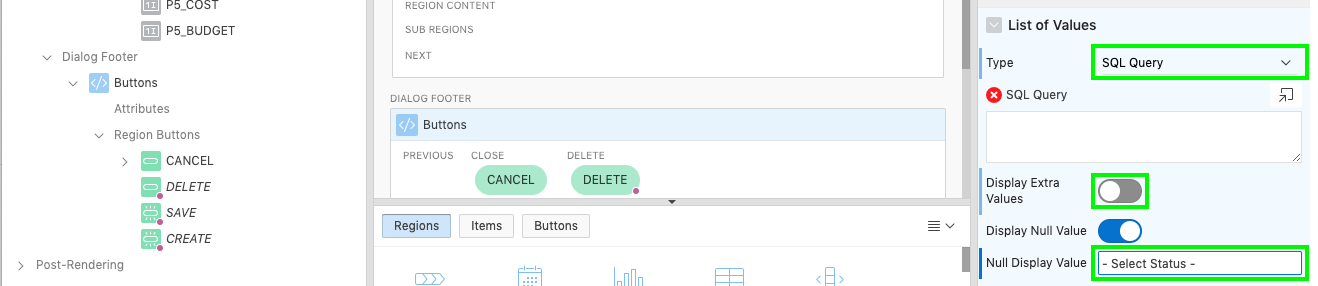 P5_COST
P5_BUDGET
Dialog Footer
Buttons
Attributes
Region Buttons
CANCEL
DELETE
SAVE
CREATE
Post-Rendering
REGION CONTENT
SUB REGIONS
NEXT
DIALOG FOOTER
Buttons
PREVIOUS CLOSE DELETE
CANCEL DELETE
Regions Items Buttons
List of Values
Type SQL Query
SQL Query
Display Extra
Values
Display Null Value
Null Display Value - Select Status -